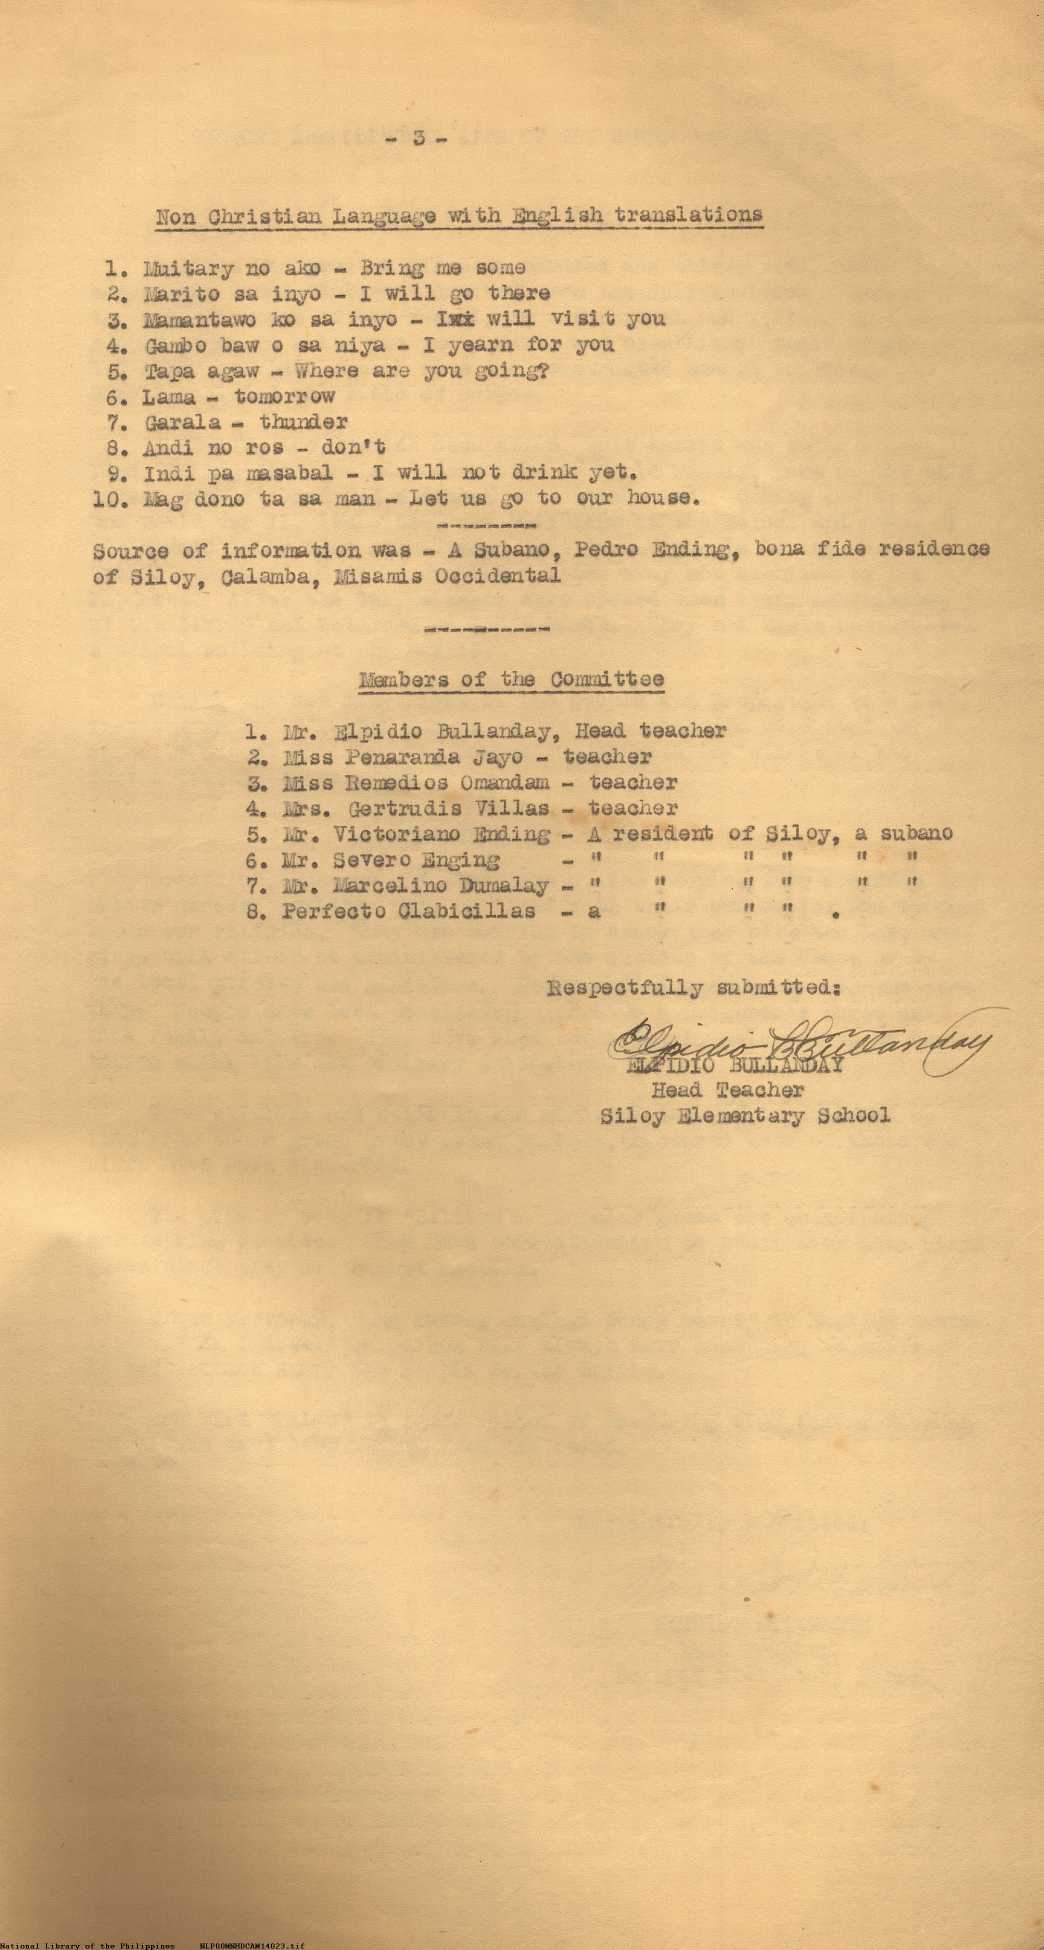 - 3 -
Non Christian Language with English translations
1. Muitary no ako - Bring me some
2. Marito sa inyo - I will go there
3. Mamantawo ko sa inyo - Iwi will visit you
4. Gambo baw o sa niya - I yearn for you
5. Tapa agaw - Where are you going?
6. Lama - tomorrow
7. Garala - thunder
8. Andi no ros - don't
9. Indi pa masabal - I will not drink yet.
10. Mag dono ta sa man - Let us go to our house.
--------
Source of information was - A Subano, Pedro Ending, bona fide residence
of Siloy, Calamba, Misamis Occidental
----------
Members of the Committee
1. Mr. Elpidio Bullanday, Head teacher
2. Miss Penaranda Jayo - teacher
3. Miss Remedios Omandam - teacher
4. Mrs. Gertrudis Villas - teacher
5. Mr. Victoriano Ending - A resident of Siloy, a subano
6. Mr. Severo Enging - " " " " " "
7. Mr. Marcelino Dumalay - " " " " " "
8. Perfecto Clabicillas - a " " " .
Respectfully submitted:
Elpidio B Bullanday
ELPIDIO BULLANDAY
Head Teacher
Siloy Elementary School
National Library of the Philippines NLPOOMNHDCAM14023.tif